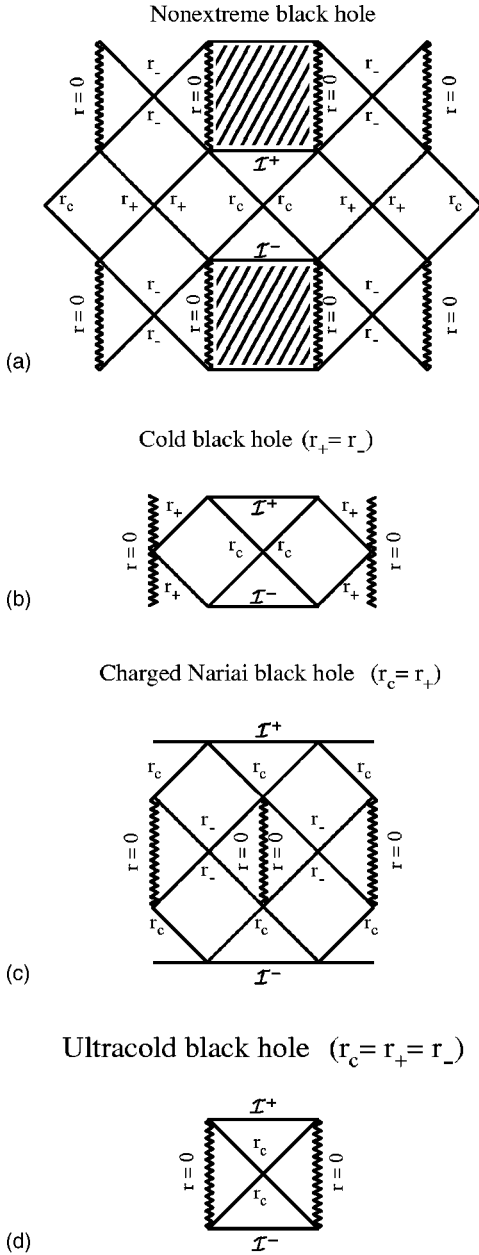 Nonextreme black hole
r = 0 r₋ r = 0 r = 0 r₋ r = 0
r₋ r₋
ℐ⁺
r_c r₊ r₊ r_c r_c r₊ r₊ r_c
ℐ⁻
r = 0 r₋ r = 0 r = 0 r₋ r = 0
r₋ r₋
(a)
Cold black hole (r₊ = r₋)
r₊ ℐ⁺ r₊
r = 0 r_c r_c r = 0
r₊ ℐ⁻ r₊
(b)
Charged Nariai black hole (r_c = r₊)
ℐ⁺
r_c r_c r_c
r₋ r₋
r = 0 r = 0 r = 0 r = 0
r₋ r₋
r_c r_c r_c
ℐ⁻
(c)
Ultracold black hole (r_c = r₊ = r₋)
ℐ⁺
r_c
r = 0 r = 0
r_c
ℐ⁻
(d)